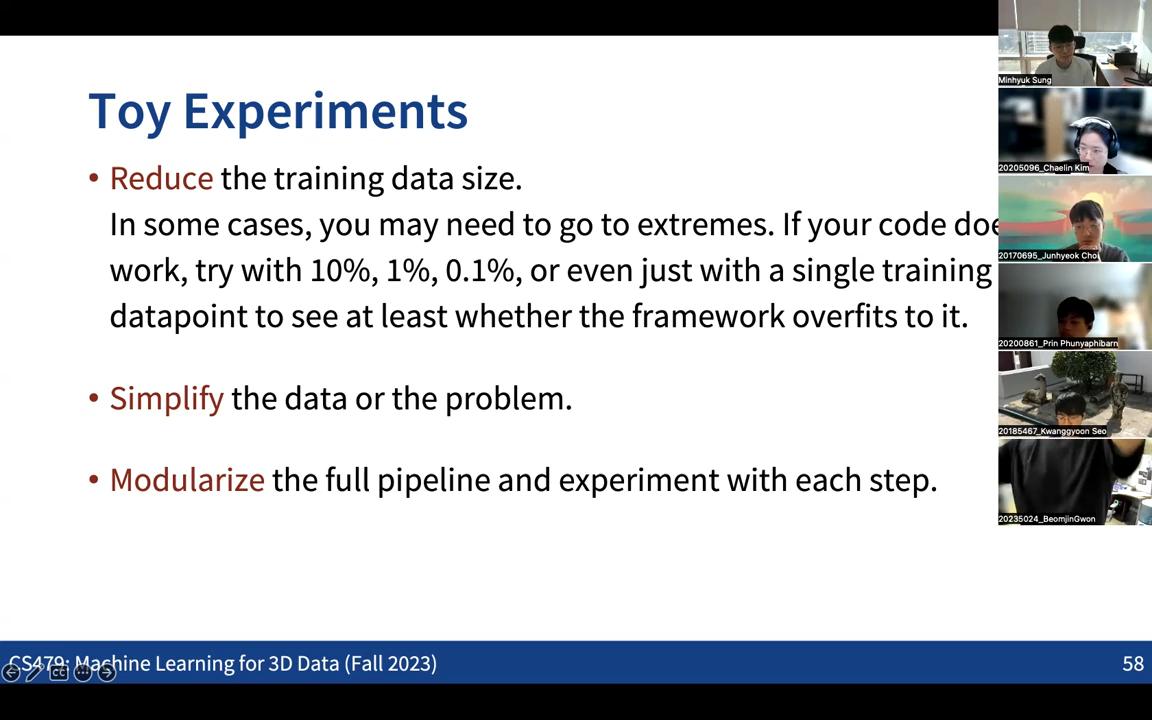 Toy Experiments
• Reduce the training data size.
In some cases, you may need to go to extremes. If your code doe
work, try with 10%, 1%, 0.1%, or even just with a single training
datapoint to see at least whether the framework overfits to it.
• Simplify the data or the problem.
• Modularize the full pipeline and experiment with each step.
CS479: Machine Learning for 3D Data (Fall 2023)
58
Minhyuk Sung
20205096_Chaelin Kim
20170695_Junhyeok Choi
20200861_Prin Phunyaphibarn
20185467_Kwanggyoon Seo
20235024_BeomjinGwon